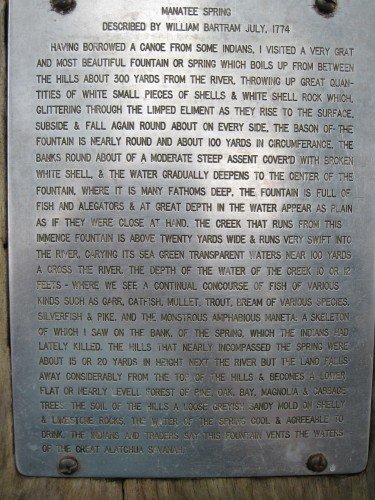 MANATEE SPRING
DESCRIBED BY WILLIAM BARTRAM JULY, 1774
HAVING BORROWED A CANOE FROM SOME INDIANS, I VISITED A VERY GRAT
AND MOST BEAUTIFUL FOUNTAIN OR SPRING WHICH BOILS UP FROM BETWEEN
THE HILLS ABOUT 300 YARDS FROM THE RIVER, THROWING UP GREAT QUAN-
TITIES OF WHITE SMALL PIECES OF SHELLS & WHITE SHELL ROCK WHICH,
GLITTERING THROUGH THE LIMPED ELIMENT AS THEY RISE TO THE SURFACE,
SUBSIDE & FALL AGAIN ROUND ABOUT ON EVERY SIDE, THE BASON OF THE
FOUNTAIN IS NEARLY ROUND AND ABOUT 100 YARDS IN CIRCUMFERANCE. THE
BANKS ROUND ABOUT OF A MODERATE STEEP ASSENT COVER'D WITH BROKEN
WHITE SHELL, & THE WATER GRADUALLY DEEPENS TO THE CENTER OF THE
FOUNTAIN, WHERE IT IS MANY FATHOMS DEEP. THE FOUNTAIN IS FULL OF
FISH AND ALEGATORS & AT GREAT DEPTH IN THE WATER APPEAR AS PLAIN
AS IF THEY WERE CLOSE AT HAND. THE CREEK THAT RUNS FROM THIS
IMMENCE FOUNTAIN IS ABOVE TWENTY YARDS WIDE & RUNS VERY SWIFT INTO
THE RIVER, CARYING ITS SEA GREEN TRANSPARENT WATERS NEAR 100 YARDS
A CROSS THE RIVER. THE DEPTH OF THE WATER OF THE CREEK 10 OR 12
FEETS - WHERE WE SEE A CONTINUAL CONCOURSE OF FISH OF VARIOUS
KINDS SUCH AS GARR, CATFISH, MULLET, TROUT, BREAM OF VARIOUS SPECIES,
SILVERFISH & PIKE, AND THE MONSTROUS AMPHABIOUS MANETA: A SKELETON
OF WHICH I SAW ON THE BANK, OF THE SPRING, WHICH THE INDIANS HAD
LATELY KILLED. THE HILLS THAT NEARLY INCOMPASSED THE SPRING WERE
ABOUT 15 OR 20 YARDS IN HEIGHT NEXT THE RIVER BUT THE LAND FALLS
AWAY CONSIDERABLY FROM THE TOP OF THE HILLS & BECOMES A LOWER
FLAT OR NEARLY LEVELL FOREST OF PINE, OAK, BAY, MAGNOLIA & CABBAGE
TREES. THE SOIL OF THE HILLS A LOOSE GREYISH SANDY MOLD ON SHELLY
& LIMESTONE ROCKS. THE WATER OF THE SPRING COOL & AGREEABLE TO
DRINK. THE INDIANS AND TRADERS SAY THIS FOUNTAIN VENTS THE WATERS
OF THE GREAT ALATCHUA SAVANAH.